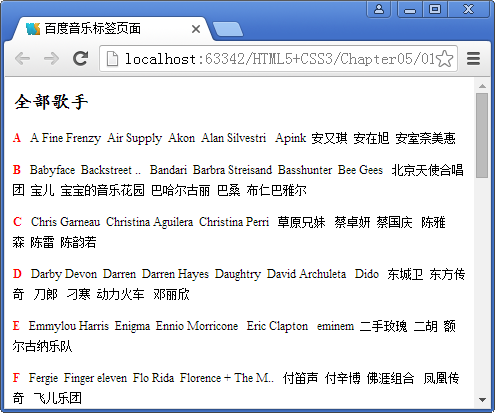 百度音乐标签页面
localhost:63342/HTML5+CSS3/Chapter05/01
全部歌手
A A Fine Frenzy Air Supply Akon Alan Silvestri Apink 安又琪 安在旭 安室奈美惠
B Babyface Backstreet .. Bandari Barbra Streisand Basshunter Bee Gees 北京天使合唱
团 宝儿 宝宝的音乐花园 巴哈尔古丽 巴桑 布仁巴雅尔
C Chris Garneau Christina Aguilera Christina Perri 草原兄妹 蔡卓妍 蔡国庆 陈雅
森 陈雷 陈韵若
D Darby Devon Darren Darren Hayes Daughtry David Archuleta Dido 东城卫 东方传
奇 刀郎 刁寒 动力火车 邓丽欣
E Emmylou Harris Enigma Ennio Morricone Eric Clapton eminem 二手玫瑰 二胡 额
尔古纳乐队
F Fergie Finger eleven Flo Rida Florence + The M.. 付笛声 付辛博 佛涯组合 凤凰传
奇 飞儿乐团